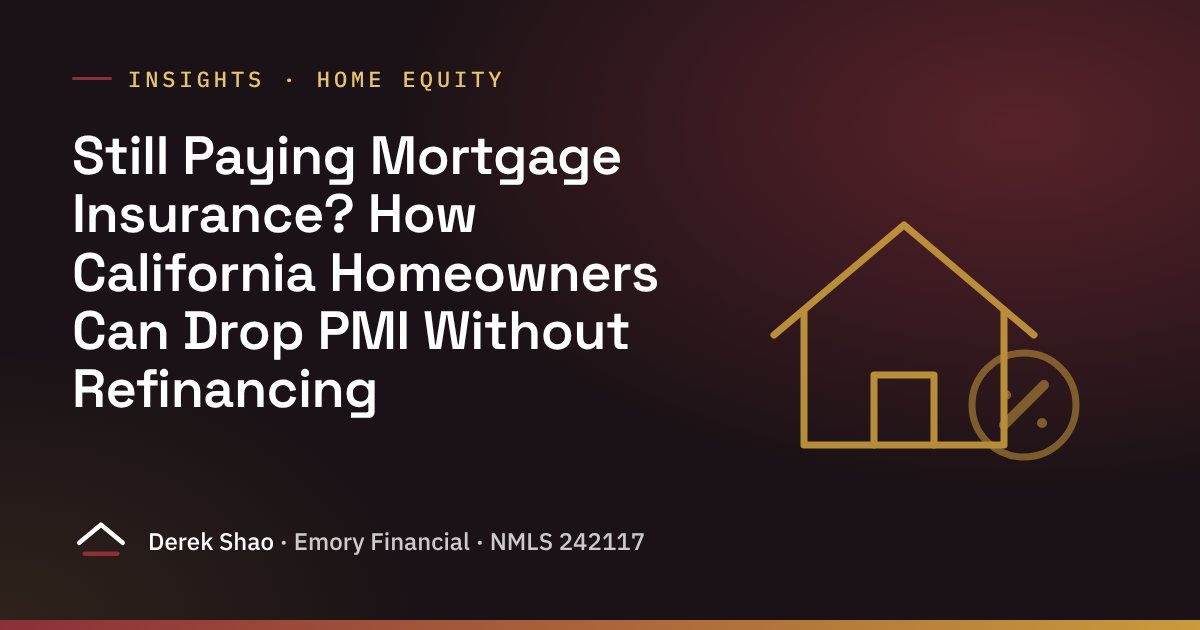 INSIGHTS · HOME EQUITY
Still Paying Mortgage
Insurance? How
California Homeowners
Can Drop PMI Without
Refinancing
Derek Shao · Emory Financial · NMLS 242117